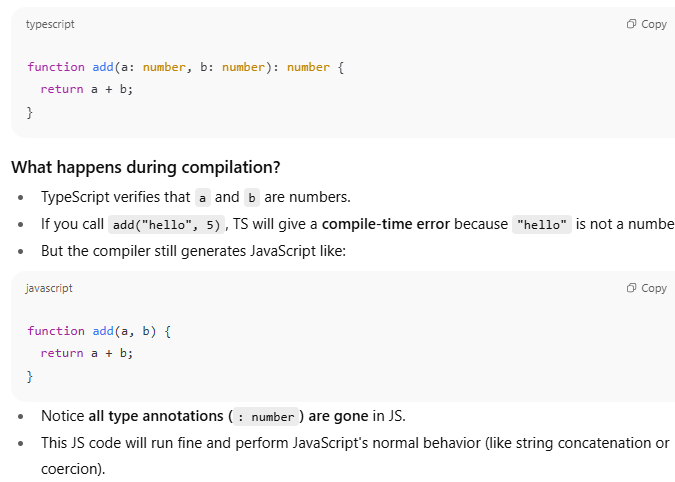 typescript
Copy
function add(a: number, b: number): number {
return a + b;
}
What happens during compilation?
TypeScript verifies that a and b are numbers.
If you call add("hello", 5), TS will give a compile-time error because "hello" is not a numbe
But the compiler still generates JavaScript like:
javascript
Copy
function add(a, b) {
return a + b;
}
Notice all type annotations (: number) are gone in JS.
This JS code will run fine and perform JavaScript's normal behavior (like string concatenation or
coercion).